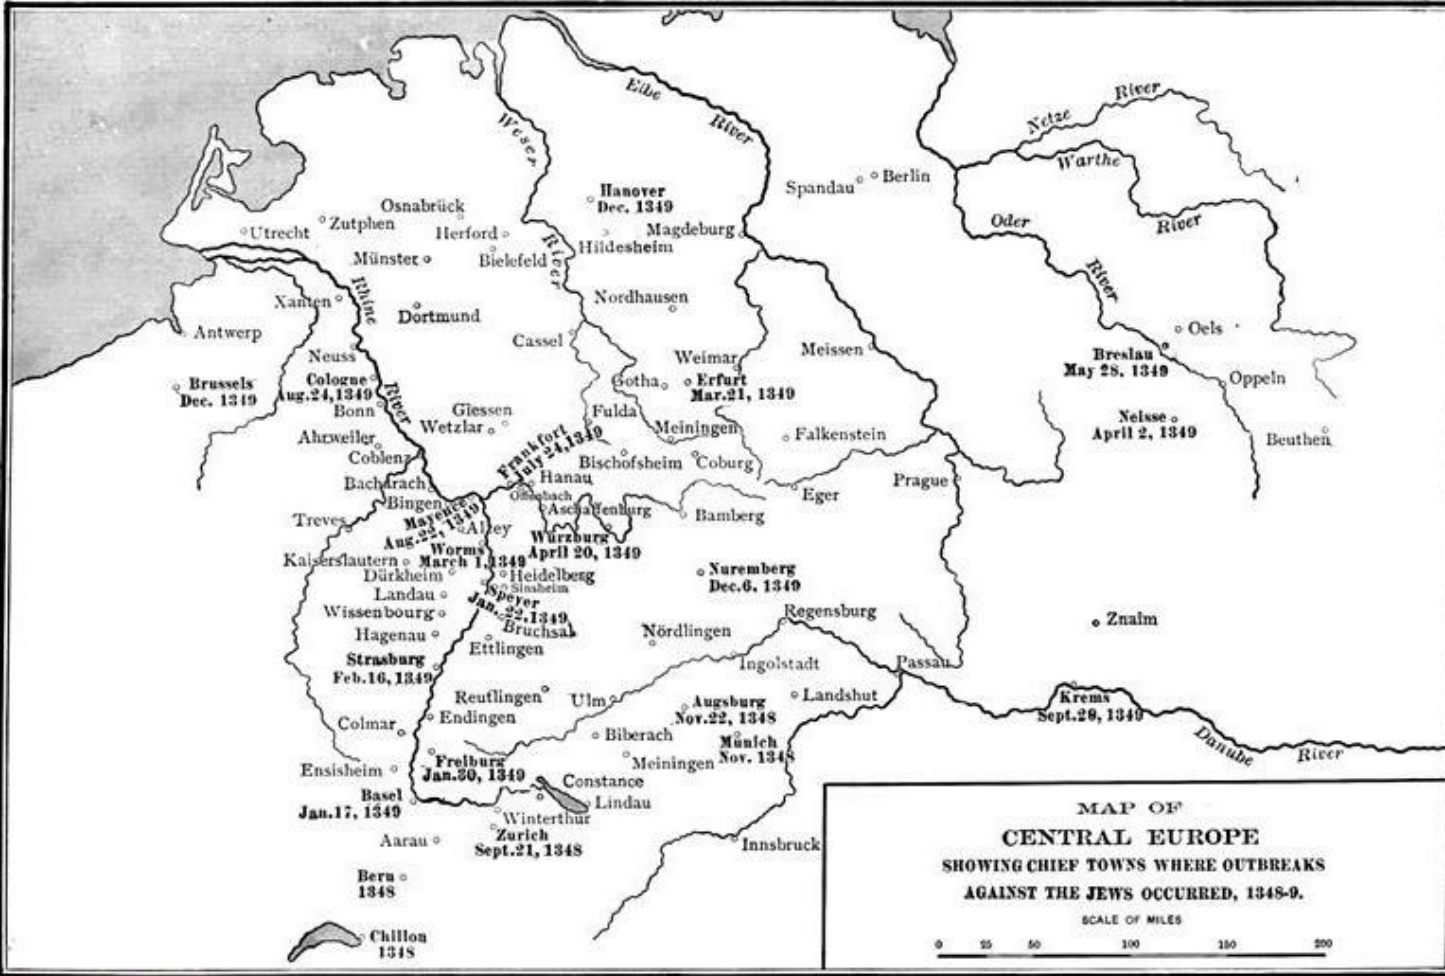 Elbe
River
Weser
River
Netze
River
Warthe
River
Oder
River
Spandau
Berlin
Hanover
Dec. 1349
Osnabrück
Zutphen
Utrecht
Herford
Magdeburg
Hildesheim
Münster
Bielefeld
Rhine
River
Xanten
Nordhausen
Dortmund
Antwerp
Oels
Cassel
Meissen
Neuss
Weimar
Breslau
May 28, 1349
Brussels
Dec. 1349
Cologne
Aug.24,1349
Gotha
Erfurt
Mar.21, 1349
Oppeln
Bonn
Giessen
Wetzlar
Fulda
Neisse
April 2, 1349
Ahrweiler
Frankfort
July 24,1349
Meiningen
Falkenstein
Beuthen
Coblenz
Bischofsheim
Coburg
Bacharach
Hanau
Prague
Bingen
Offenbach
Eger
Mayence
Aug.22, 1349
Aschaffenburg
Bamberg
Treves
Alzey
Würzburg
April 20, 1349
Worms
March 1,1349
Kaiserslautern
Dürkheim
Heidelberg
Sinsheim
Nuremberg
Dec.6, 1349
Landau
Speyer
Jan. 22,1349
Wissenbourg
Regensburg
Znaim
Hagenau
Bruchsal
Nördlingen
Ettlingen
Strasburg
Feb.16, 1349
Ingolstadt
Passau
Reutlingen
Ulm
Augsburg
Nov.22, 1348
Landshut
Krems
Sept.29, 1349
Colmar
Endingen
Biberach
Munich
Nov. 1348
Danube
River
Freiburg
Jan.30, 1349
Meiningen
Ensisheim
Constance
Basel
Jan.17, 1349
Lindau
Winterthur
Zurich
Sept.21, 1348
Aarau
Innsbruck
Bern
1348
Chillon
1348
MAP OF
CENTRAL EUROPE
SHOWING CHIEF TOWNS WHERE OUTBREAKS
AGAINST THE JEWS OCCURRED, 1348-9.
SCALE OF MILES
0 25 50 100 150 200